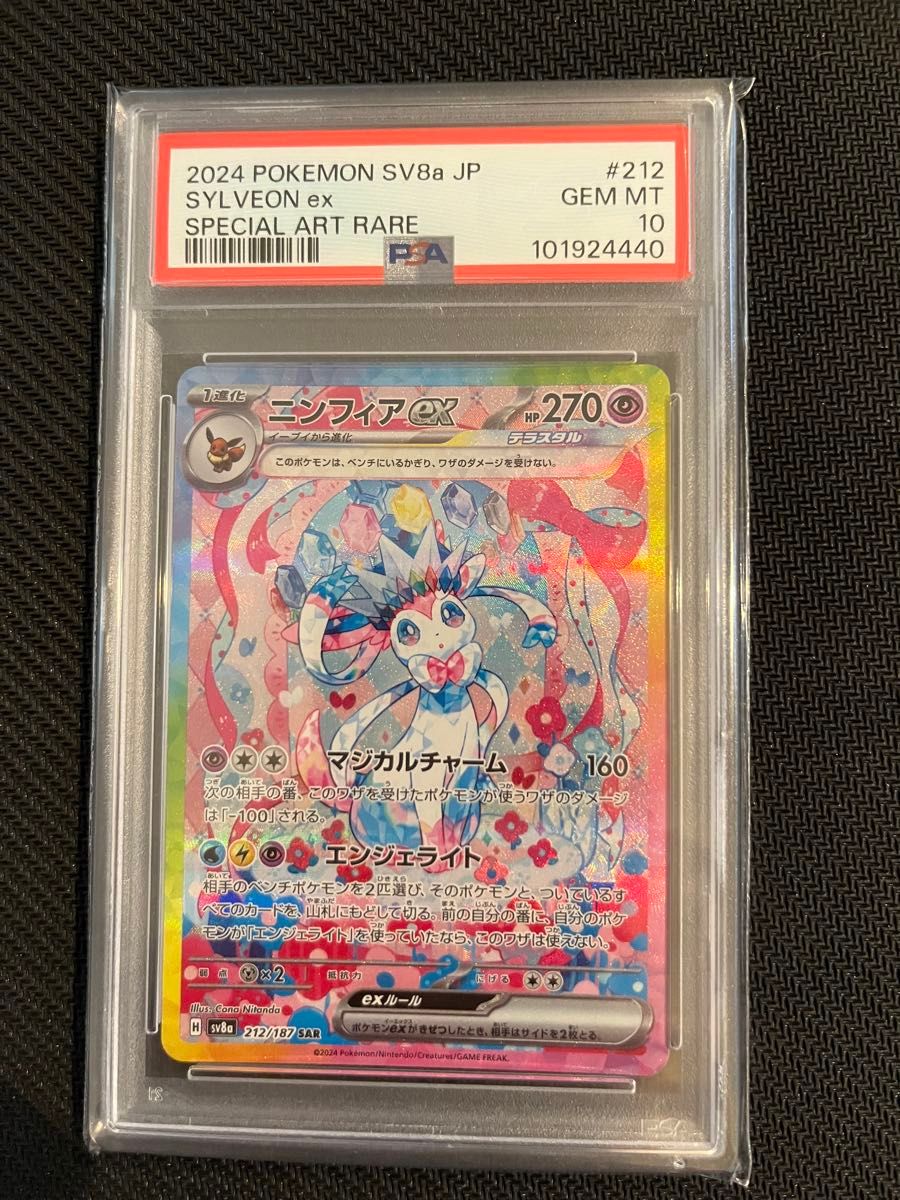 2024 POKEMON SV8a JP #212
SYLVEON ex GEM MT
SPECIAL ART RARE 10
PSA 101924440
1進化 ニンフィアex HP270
イーブイから進化 テラスタル
このポケモンは、ベンチにいるかぎり、ワザのダメージを受けない。
マジカルチャーム 160
次の相手の番、このワザを受けたポケモンが使うワザのダメージ
は「-100」される。
エンジェライト
相手のベンチポケモンを2匹選び、そのポケモンと、ついているす
べてのカードを、山札にもどして切る。前の自分の番に、自分のポケ
モンが「エンジェライト」を使っていたなら、このワザは使えない。
弱点 ×2 抵抗力 にげる
Illus. Cona Nitanda
exルール
H sv8a 212/187 SAR
ポケモンexがきぜつしたとき、相手はサイドを2枚とる。
©2024 Pokémon/Nintendo/Creatures/GAME FREAK.